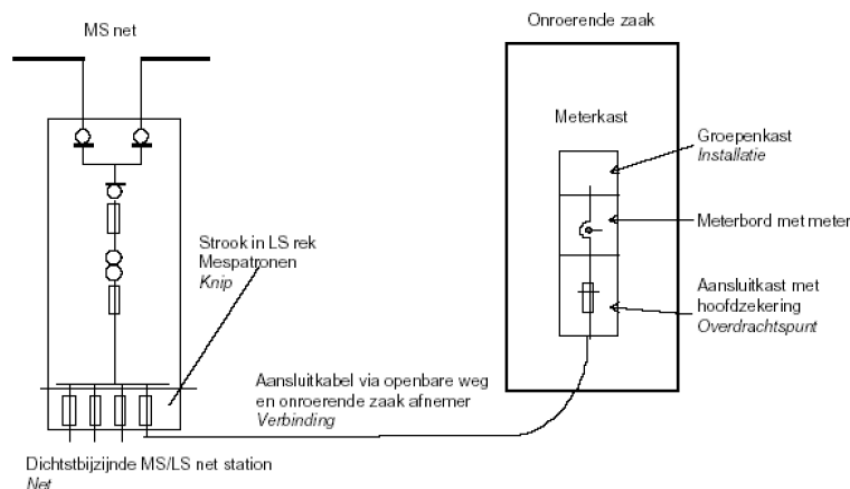 MS net
Onroerende zaak
Meterkast
Groepenkast
Installatie
Strook in LS rek
Mespatronen
Knip
Meterbord met meter
Aansluitkast met
hoofdzekering
Overdrachtspunt
Aansluitkabel via openbare weg
en onroerende zaak afnemer
Verbinding
Dichtstbijzijnde MS/LS net station
Net